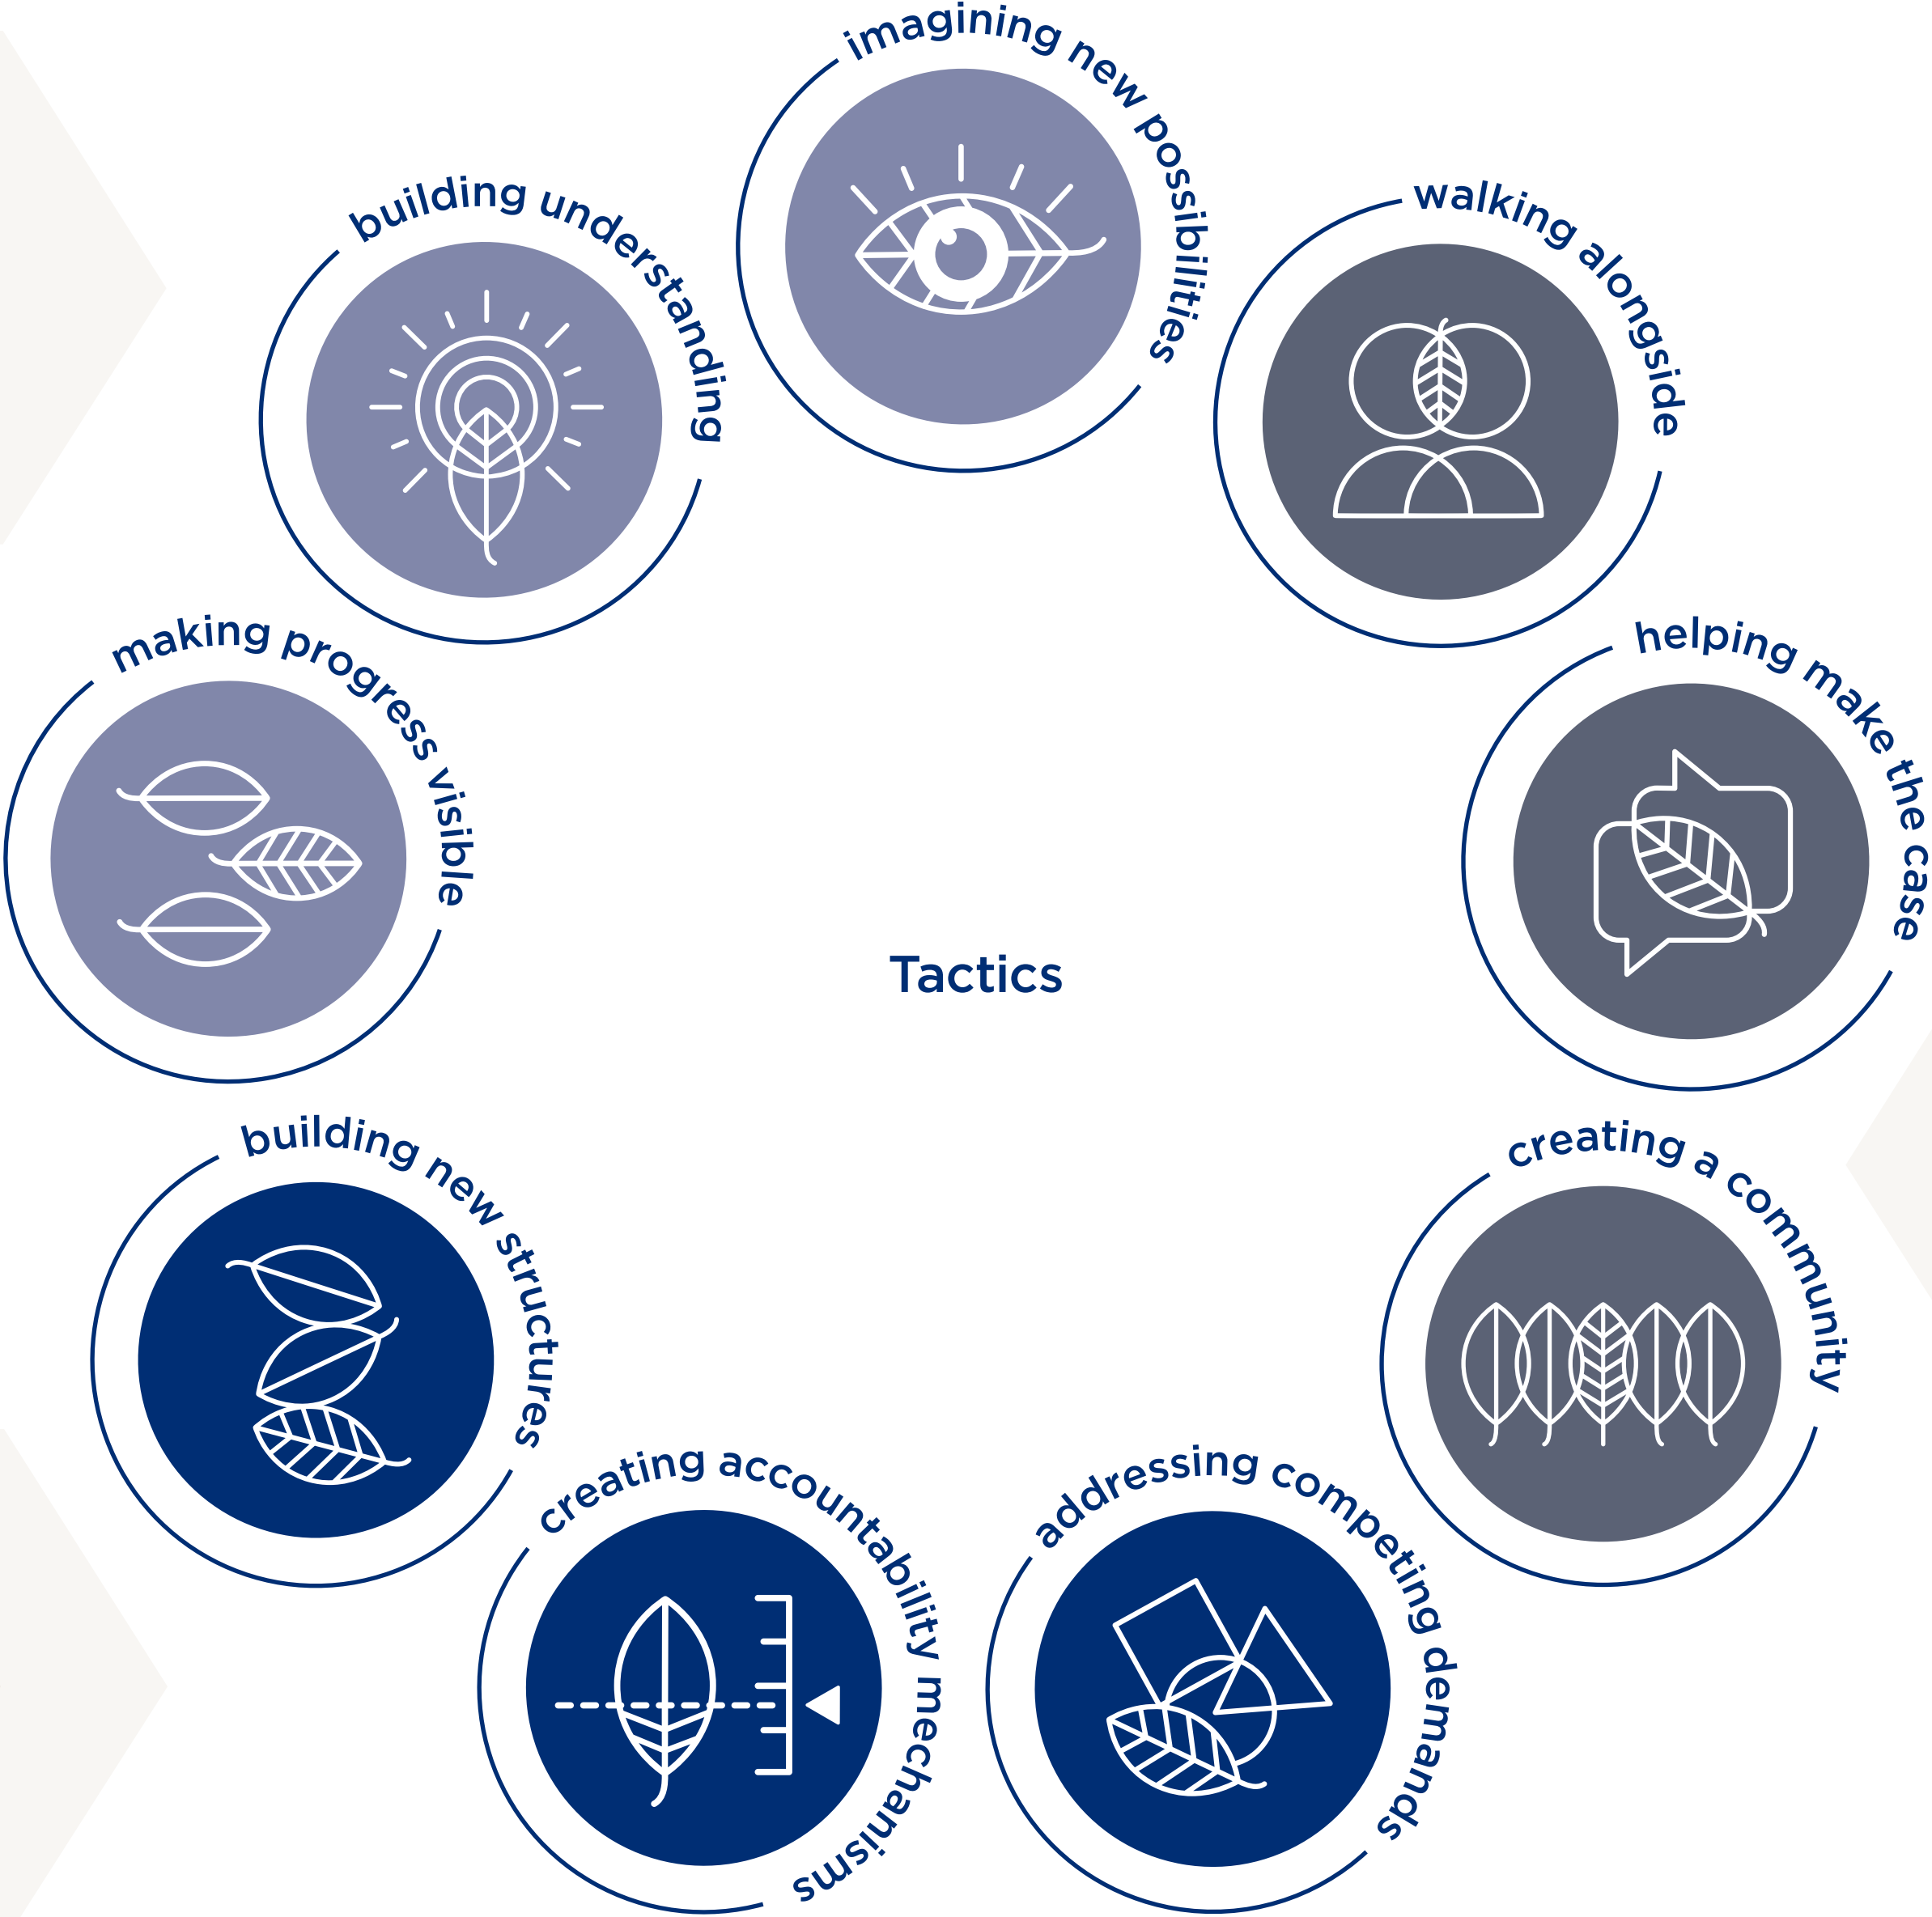 imagining new possibilities
walking alongside
helping make the case
creating a community
addressing competing demands
creating accountability mechanisms
building new structures
making progress visible
building understanding
Tactics